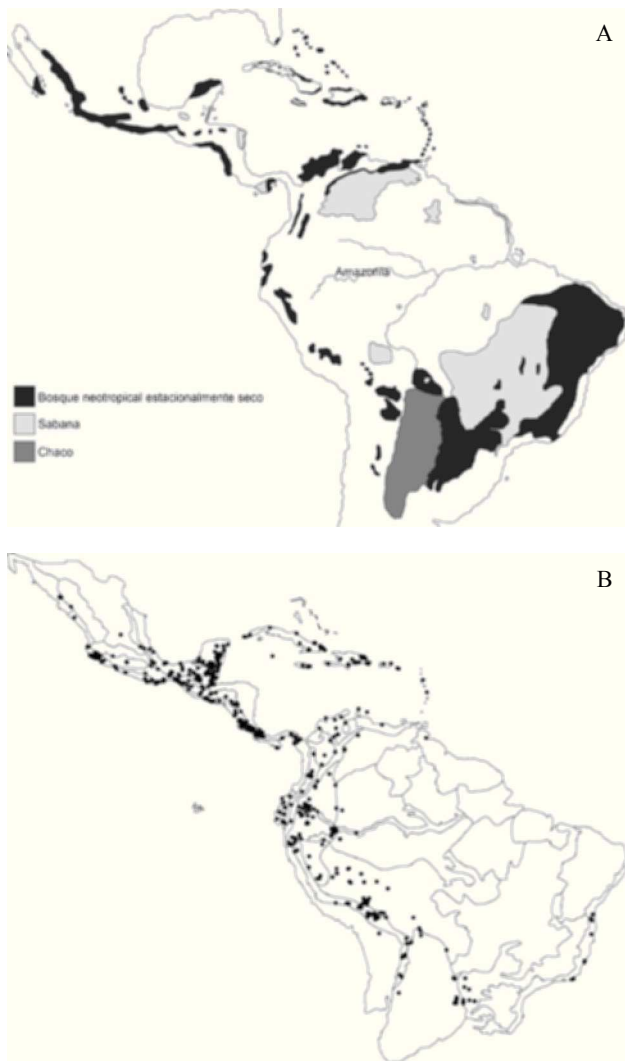 A
Amazonia
Bosque neotropical estacionalmente seco
Sabana
Chaco
B